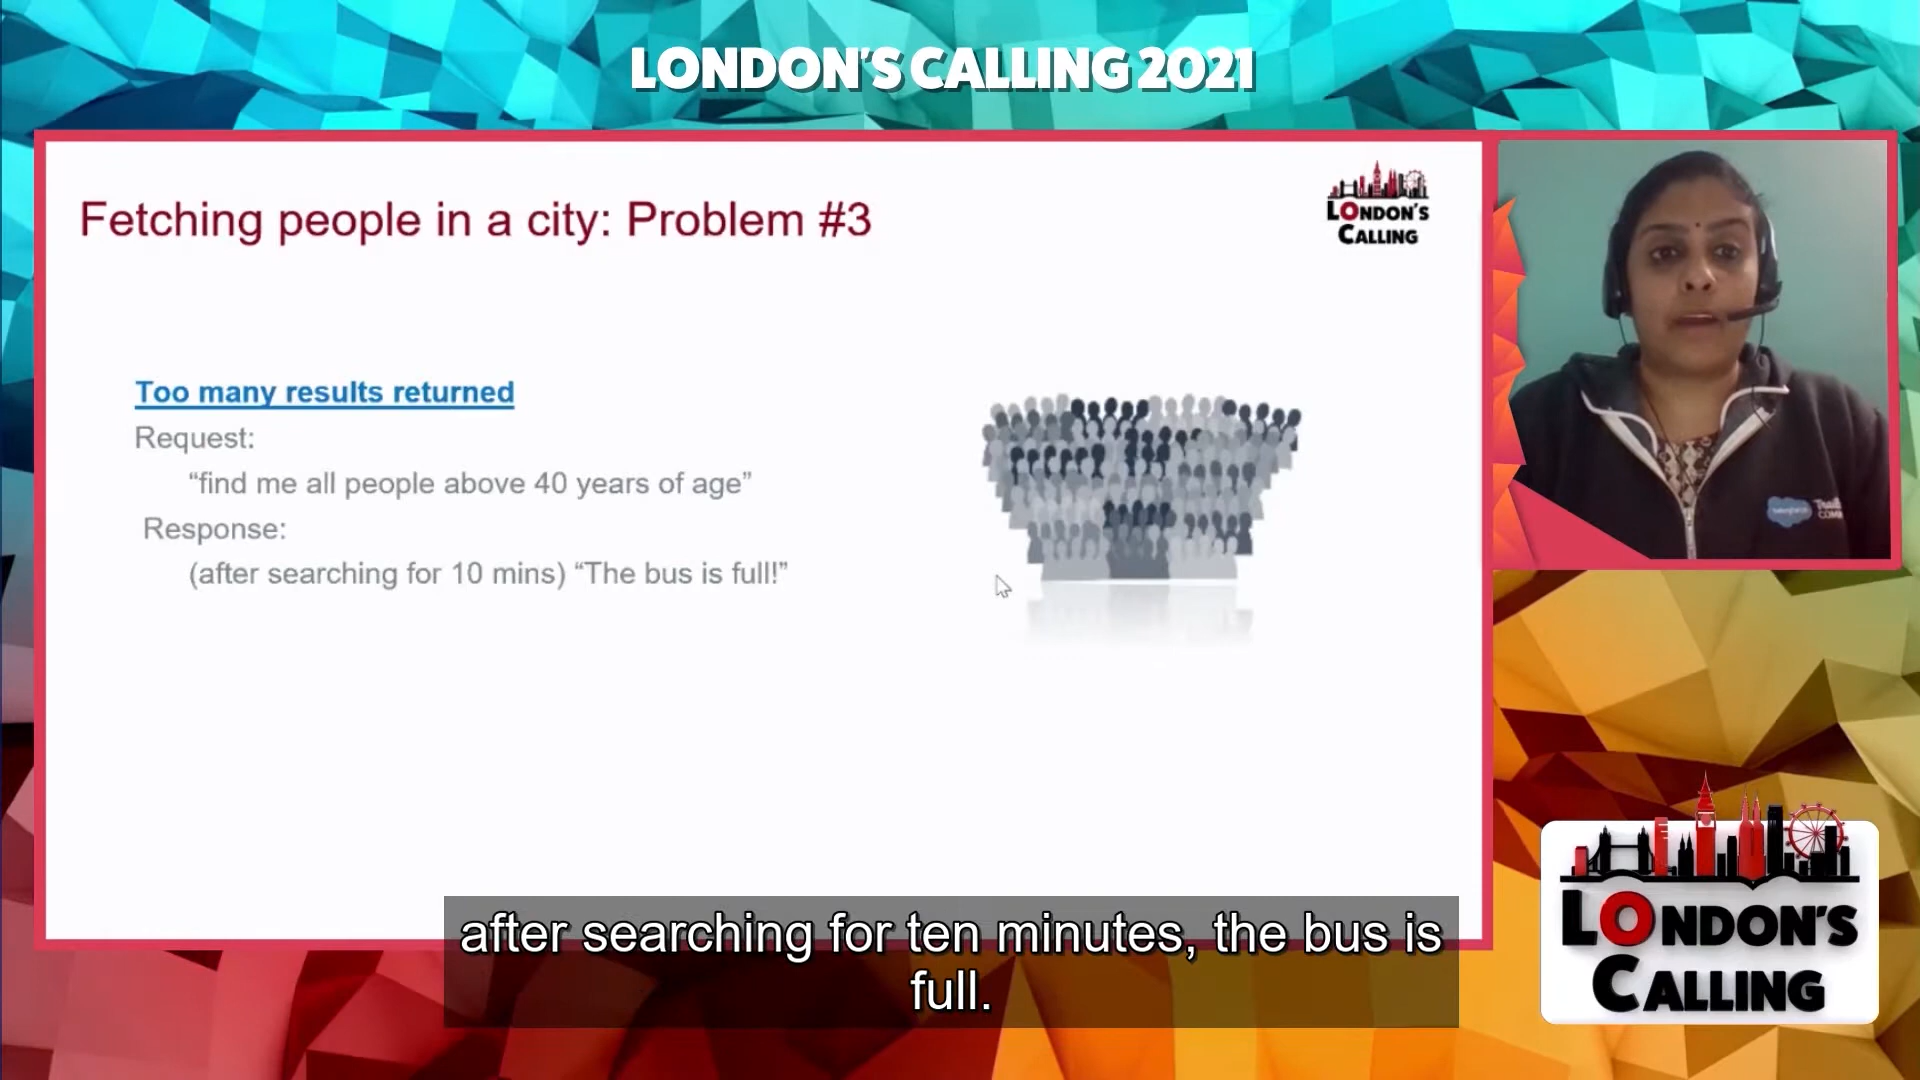 LONDON'S CALLING 2021
Fetching people in a city: Problem #3
LONDON'S
CALLING
Too many results returned
Request:
“find me all people above 40 years of age”
Response:
(after searching for 10 mins) “The bus is full!”
after searching for ten minutes, the bus is
full.
LONDON'S
CALLING